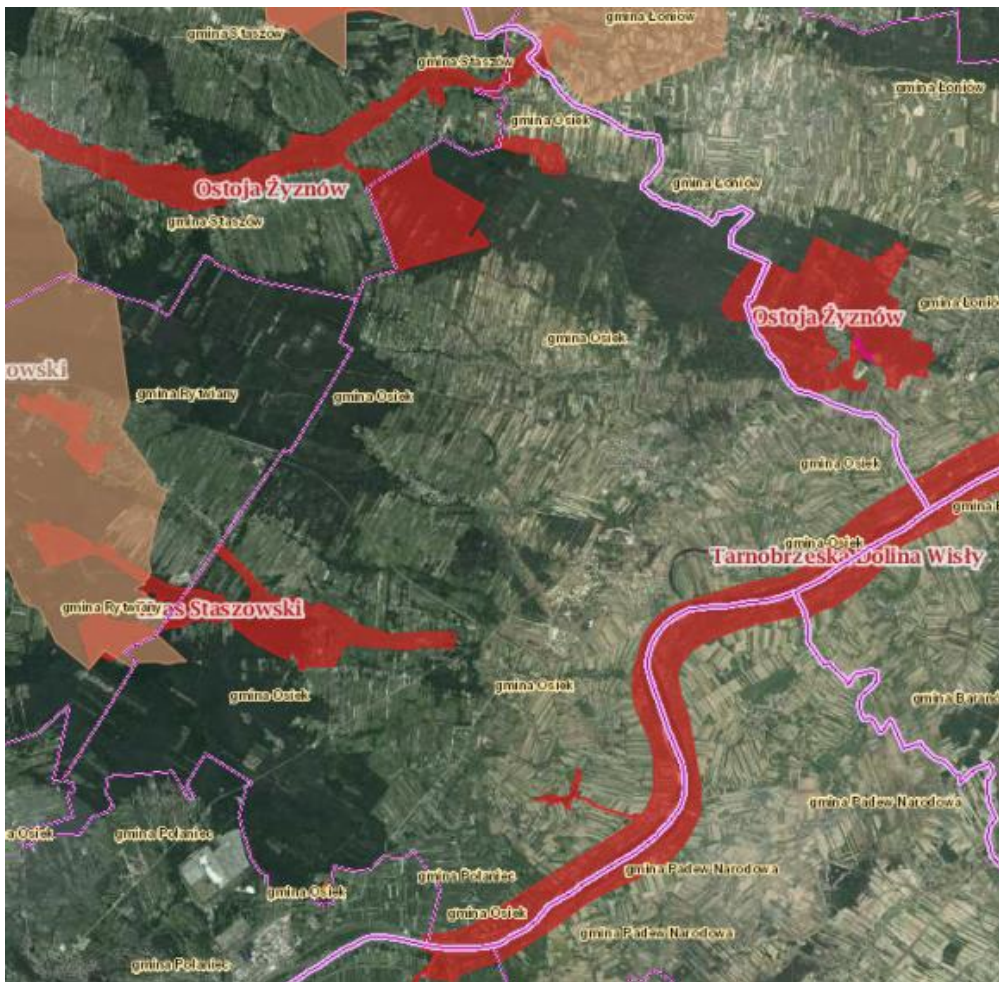 gmina Łoniów
gmina Staszów
gmina Staszów
gmina Łoniów
gmina Osiek
gmina Łoniów
Ostoja Żyznów
gmina Staszów
gmina Łoniów
Ostoja Żyznów
gmina Osiek
owski
gmina Rytwiany
gmina Osiek
gmina Osiek
gmina Osiek
Tarnobrzeska Dolina Wisły
gmina Rytwiany
as Staszowski
gmina Osiek
gmina Osiek
gmina Baran
gmina Padew Narodowa
a Osiek
gmina Połaniec
gmina Połaniec
gmina Padew Narodowa
gmina Osiek
gmina Osiek
gmina Padew Narodowa
gmina Połaniec